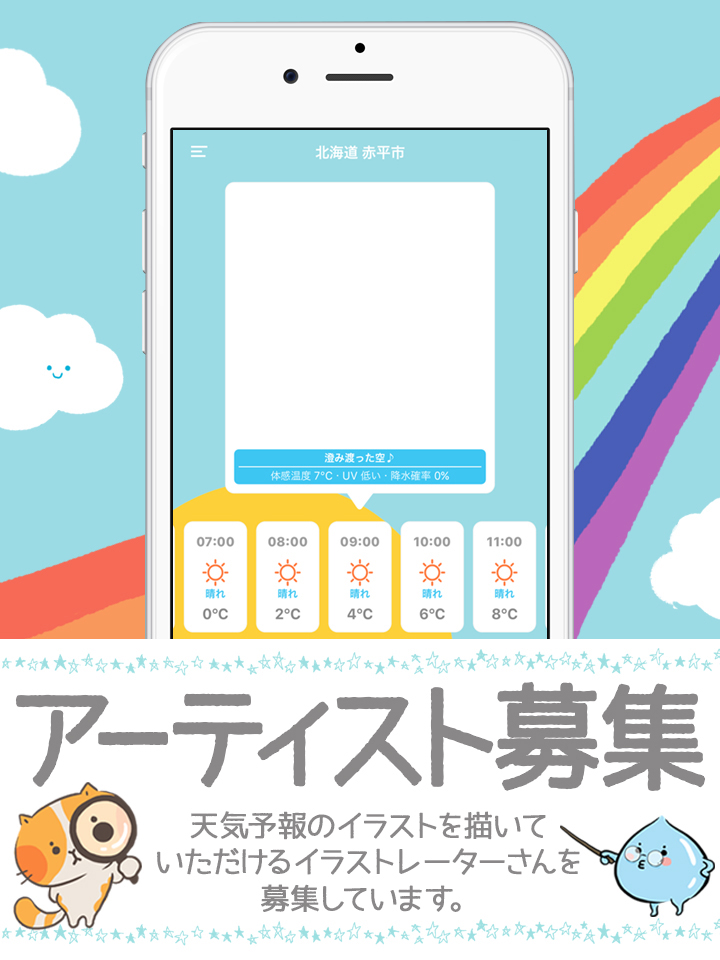 北海道 赤平市
澄み渡った空♪
体感温度 7°C・UV 低い・降水確率 0%
07:00 08:00 09:00 10:00 11:00
晴れ 晴れ 晴れ 晴れ 晴れ
0°C 2°C 4°C 6°C 8°C
アーティスト募集
天気予報のイラストを描いて
いただけるイラストレーターさんを
募集しています。